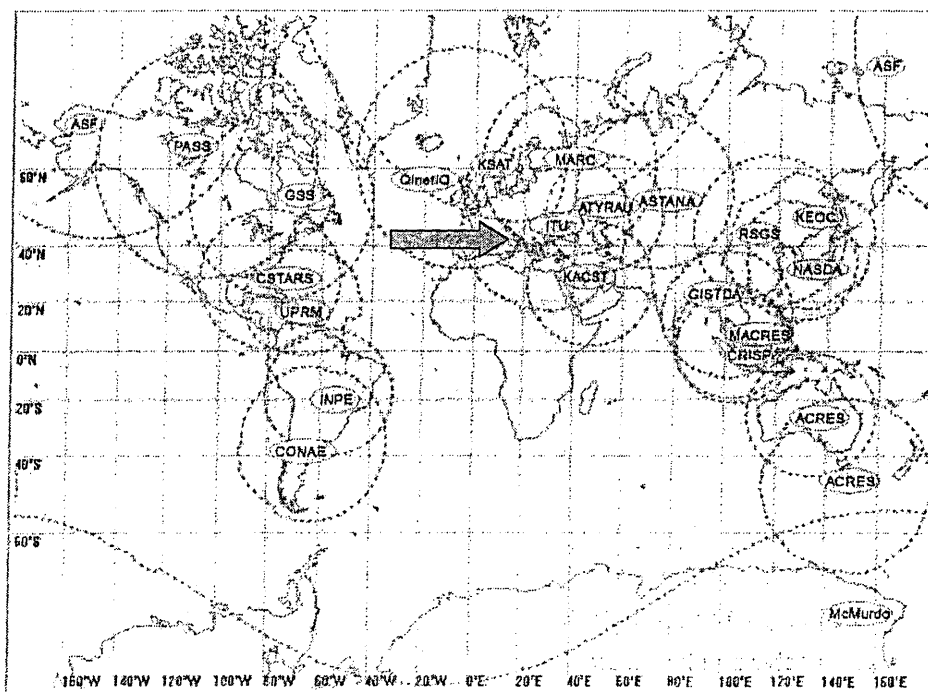 ASF
ASF
PASS
KSAT
MARC
QinetiQ
60°N
GSS
ATYRAU
ASTANA
KEOC
ITU
RSGS
40°N
CSTARS
KACST
NASDA
GISTDA
20°N
UPRM
MACRES
0°N
CRISP
INPE
20°S
ACRES
CONAE
40°S
ACRES
60°S
McMurdo
160°W 140°W 120°W 100°W 80°W 60°W 40°W 20°W 0°E 20°E 40°E 60°E 80°E 100°E 120°E 140°E 160°E